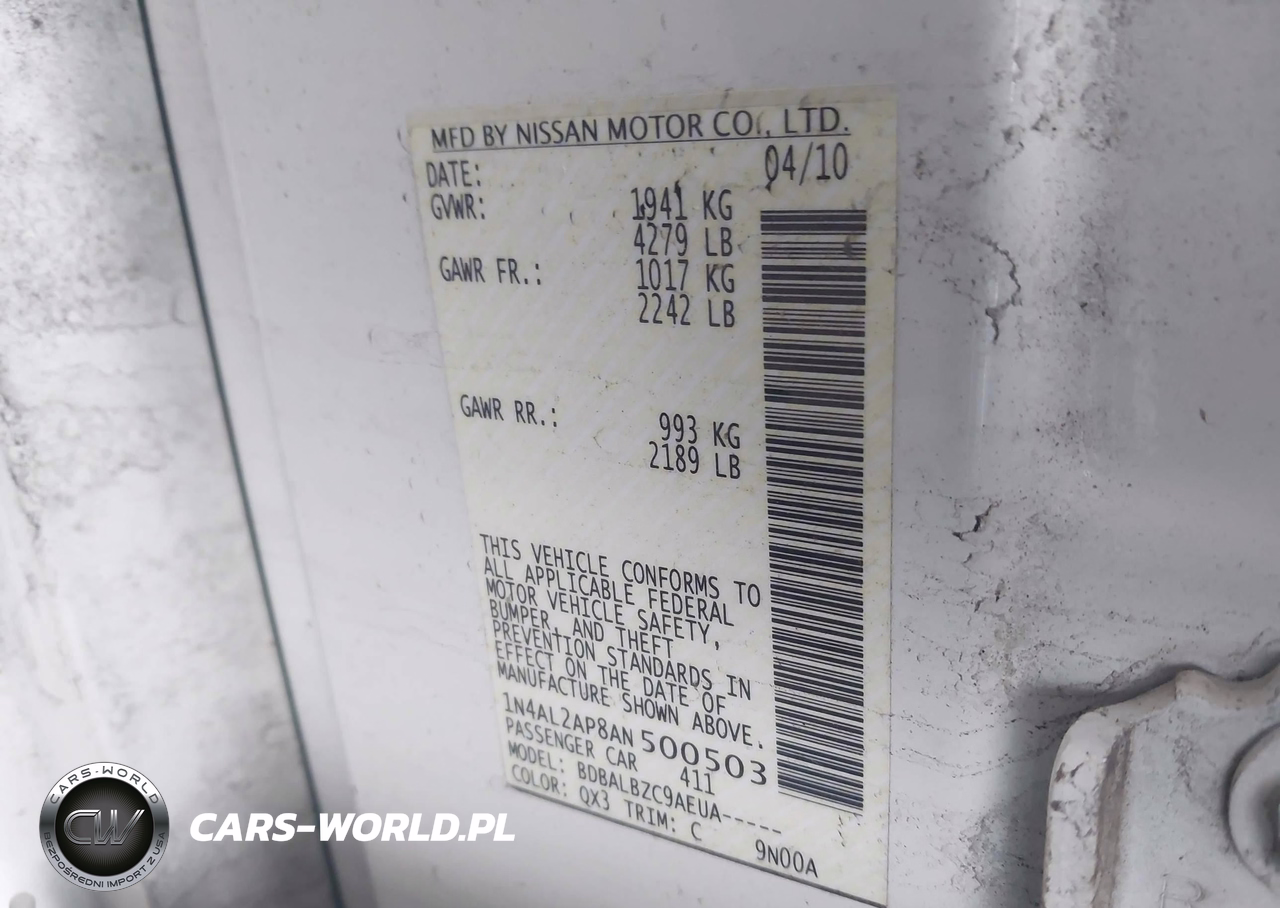 MFD BY NISSAN MOTOR CO., LTD.
DATE: 04/10
GVWR: 1941 KG
4279 LB
GAWR FR.: 1017 KG
2242 LB
GAWR RR.: 993 KG
2189 LB
THIS VEHICLE CONFORMS TO
ALL APPLICABLE FEDERAL
MOTOR VEHICLE SAFETY,
BUMPER, AND THEFT
PREVENTION STANDARDS IN
EFFECT ON THE DATE OF
MANUFACTURE SHOWN ABOVE.
1N4AL2AP8AN500503
PASSENGER CAR 411
MODEL: BDBALBZC9AEUA-----
COLOR: QX3 TRIM: C
9N00A
CARS-WORLD
CW
BEZPOŚREDNI IMPORT Z USA
CARS-WORLD.PL